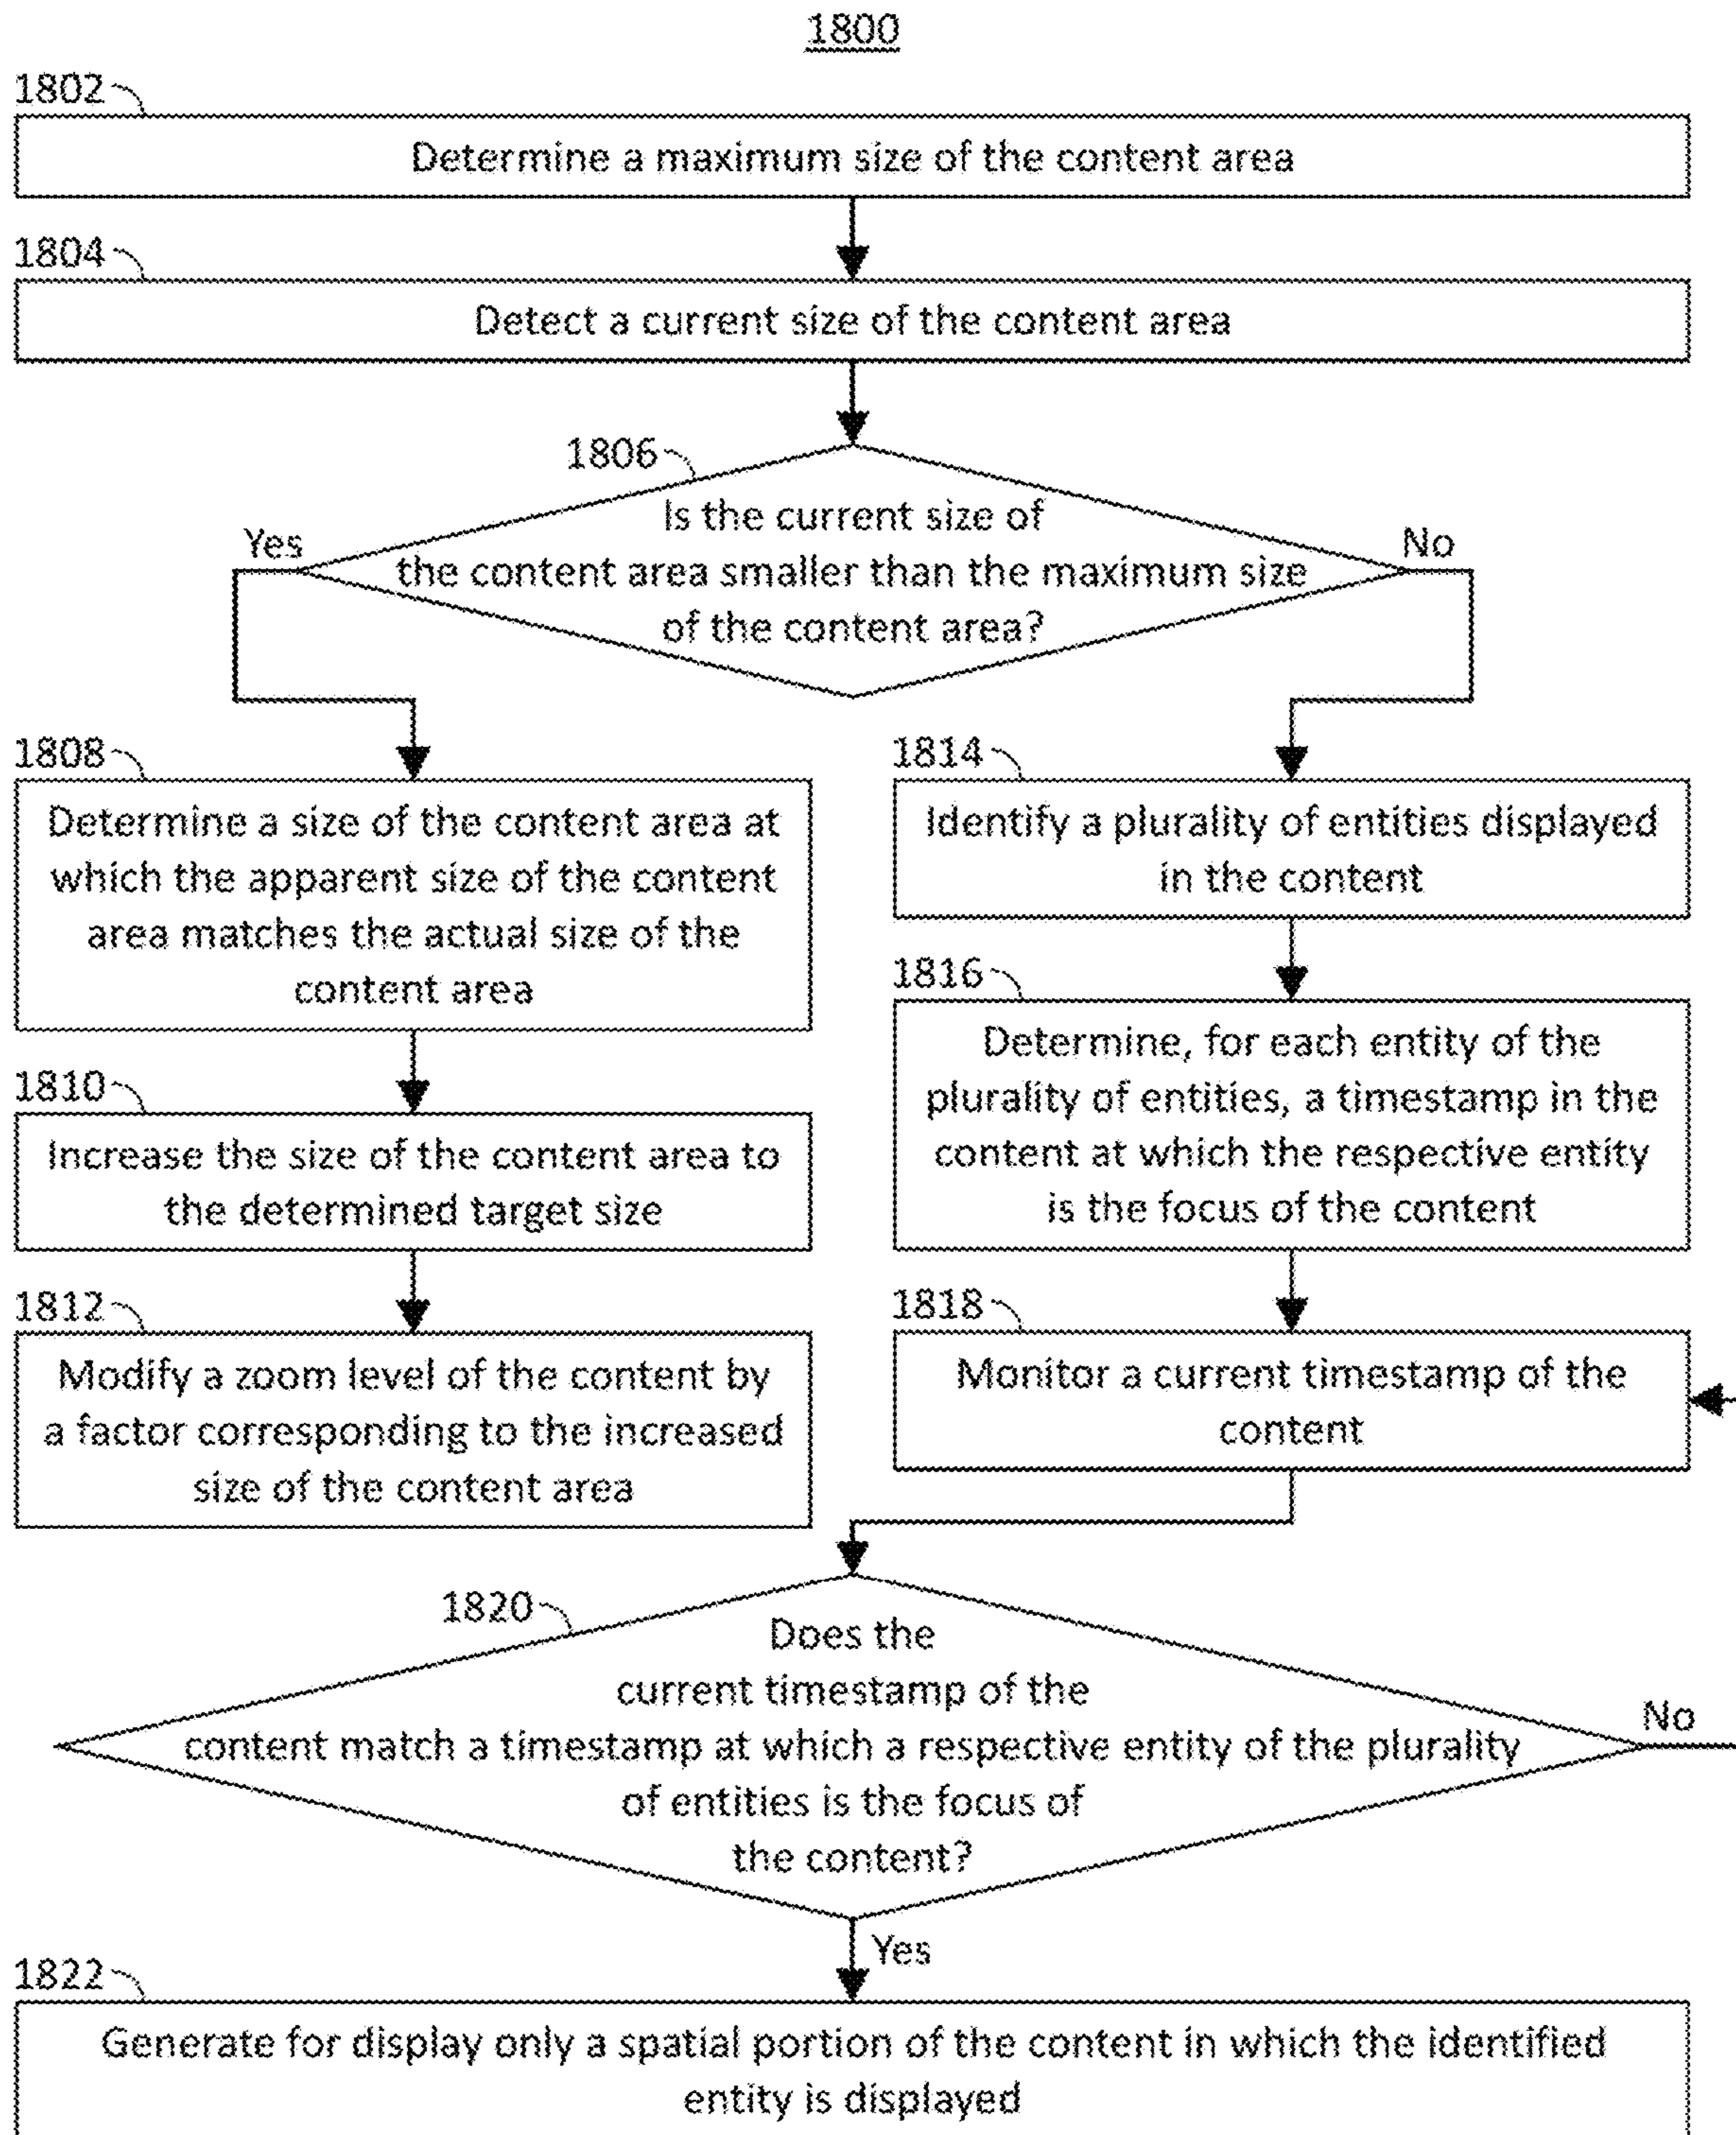 1800
1802
Determine a maximum size of the content area
1804
Detect a current size of the content area
1806
Is the current size of
the content area smaller than the maximum size
of the content area?
Yes
No
1808
Determine a size of the content area at
which the apparent size of the content
area matches the actual size of the
content area
1810
Increase the size of the content area to
the determined target size
1812
Modify a zoom level of the content by
a factor corresponding to the increased
size of the content area
1814
Identify a plurality of entities displayed
in the content
1816
Determine, for each entity of the
plurality of entities, a timestamp in the
content at which the respective entity
is the focus of the content
1818
Monitor a current timestamp of the
content
1820
Does the
current timestamp of the
content match a timestamp at which a respective entity of the plurality
of entities is the focus of
the content?
No
Yes
1822
Generate for display only a spatial portion of the content in which the identified
entity is displayed